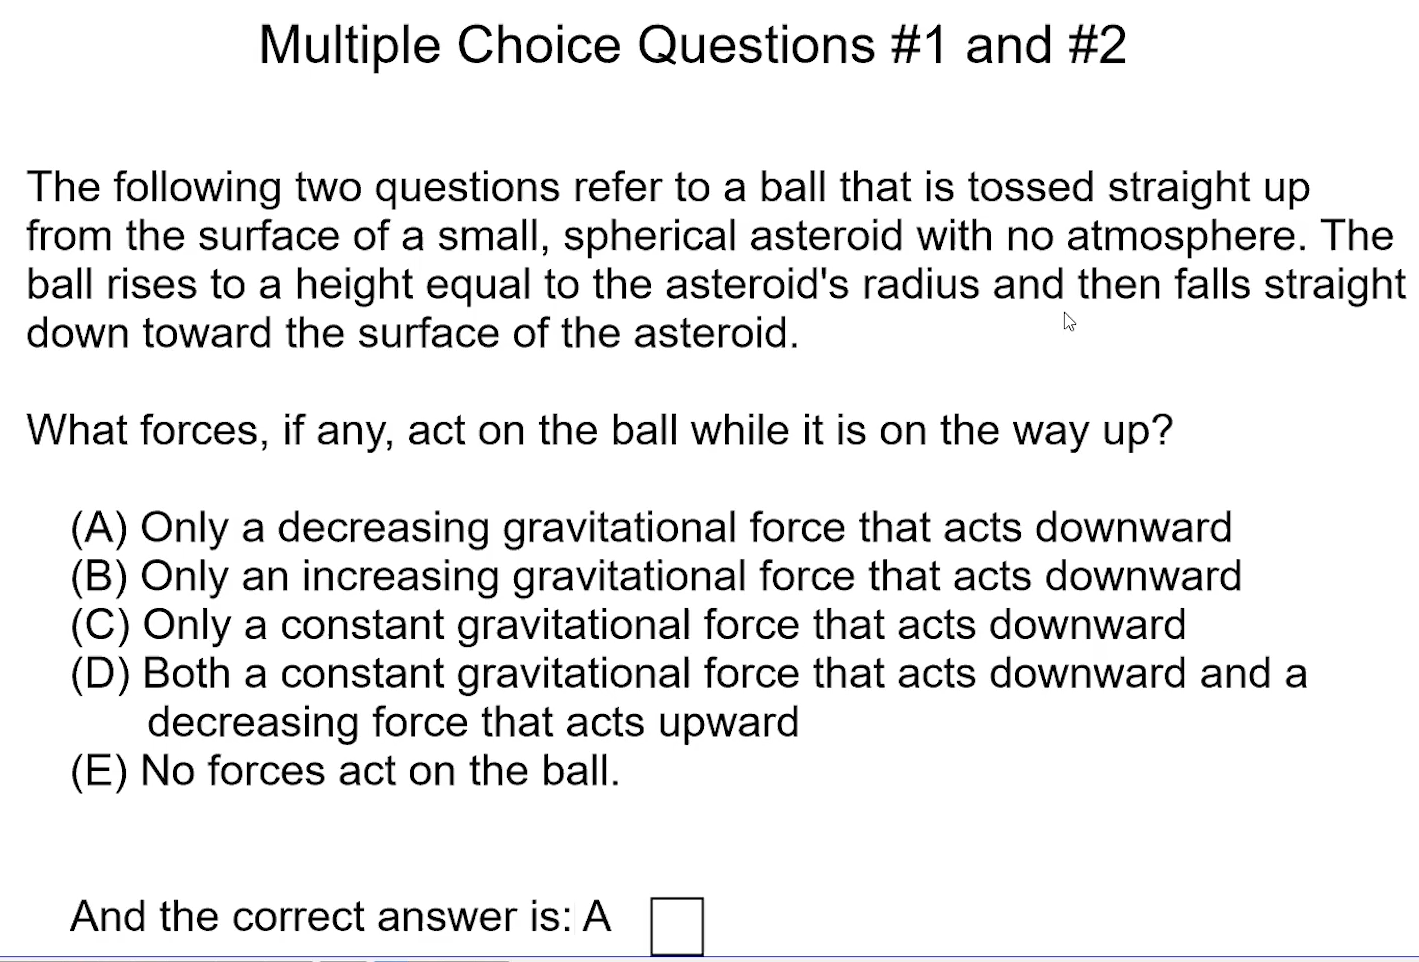 Multiple Choice Questions #1 and #2
The following two questions refer to a ball that is tossed straight up
from the surface of a small, spherical asteroid with no atmosphere. The
ball rises to a height equal to the asteroid's radius and then falls straight
down toward the surface of the asteroid.
What forces, if any, act on the ball while it is on the way up?
(A) Only a decreasing gravitational force that acts downward
(B) Only an increasing gravitational force that acts downward
(C) Only a constant gravitational force that acts downward
(D) Both a constant gravitational force that acts downward and a
decreasing force that acts upward
(E) No forces act on the ball.
And the correct answer is: A